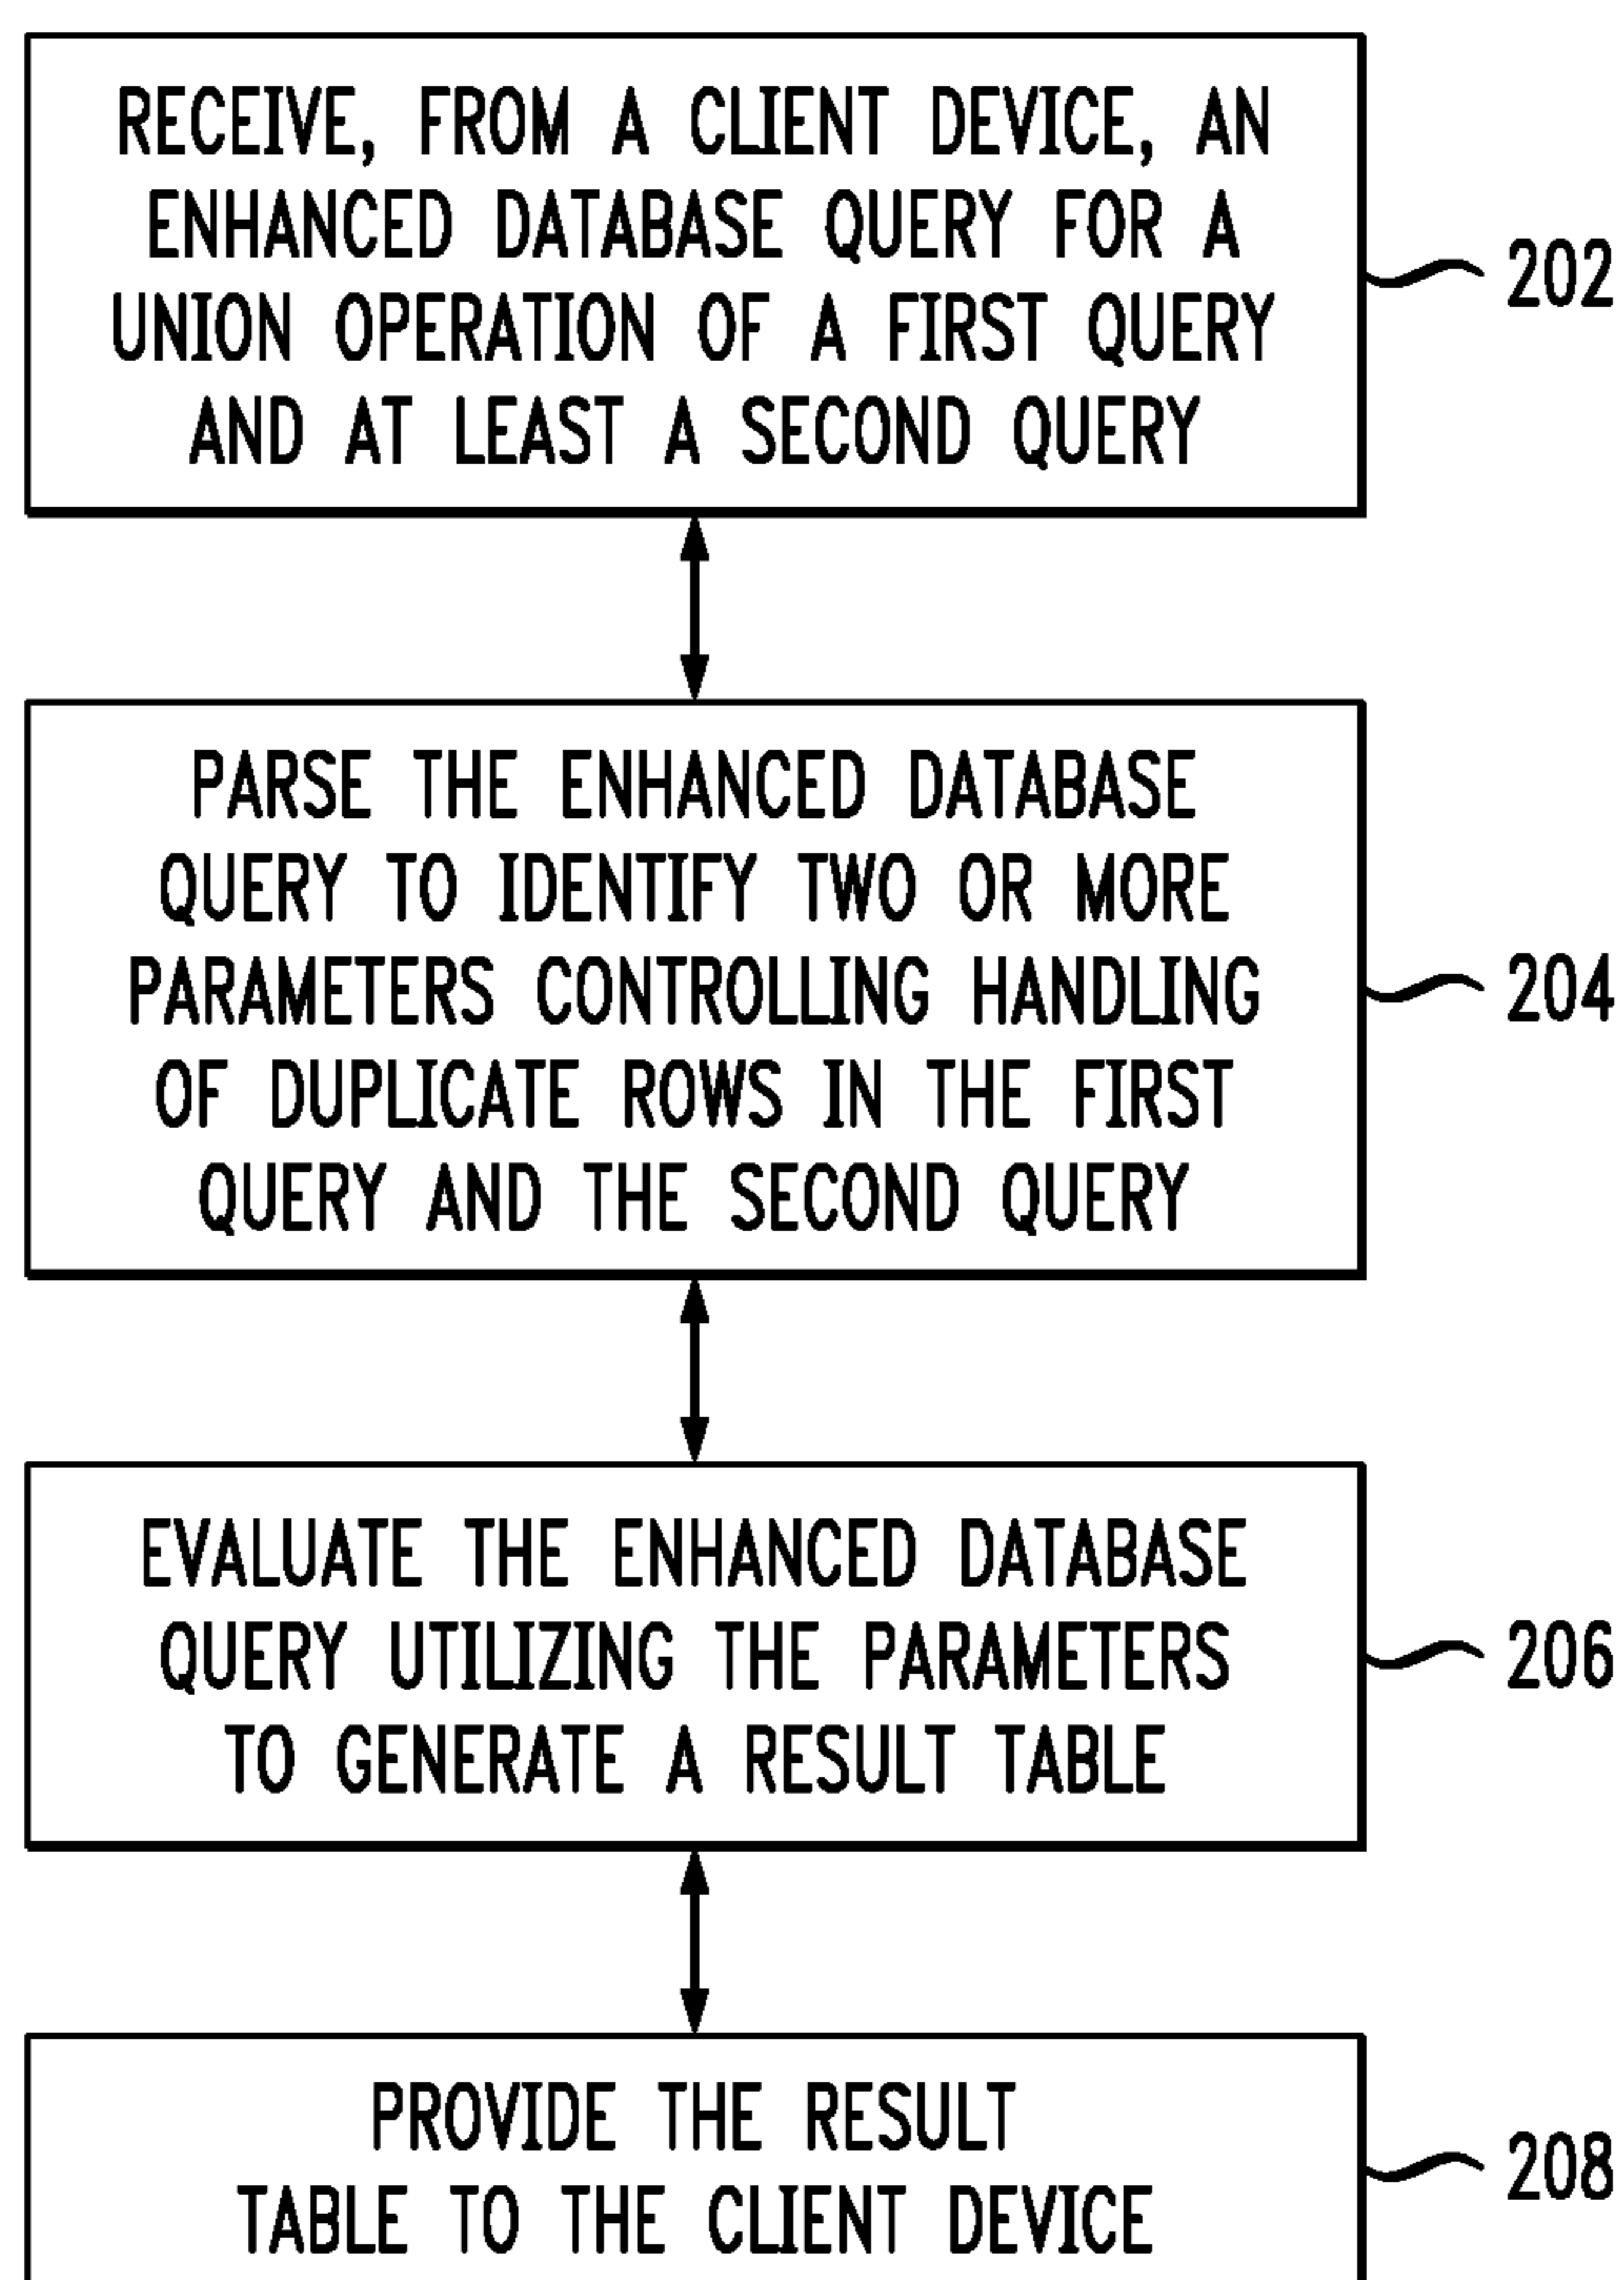 RECEIVE, FROM A CLIENT DEVICE, AN
ENHANCED DATABASE QUERY FOR A
UNION OPERATION OF A FIRST QUERY
AND AT LEAST A SECOND QUERY
202
PARSE THE ENHANCED DATABASE
QUERY TO IDENTIFY TWO OR MORE
PARAMETERS CONTROLLING HANDLING
OF DUPLICATE ROWS IN THE FIRST
QUERY AND THE SECOND QUERY
204
EVALUATE THE ENHANCED DATABASE
QUERY UTILIZING THE PARAMETERS
TO GENERATE A RESULT TABLE
206
PROVIDE THE RESULT
TABLE TO THE CLIENT DEVICE
208